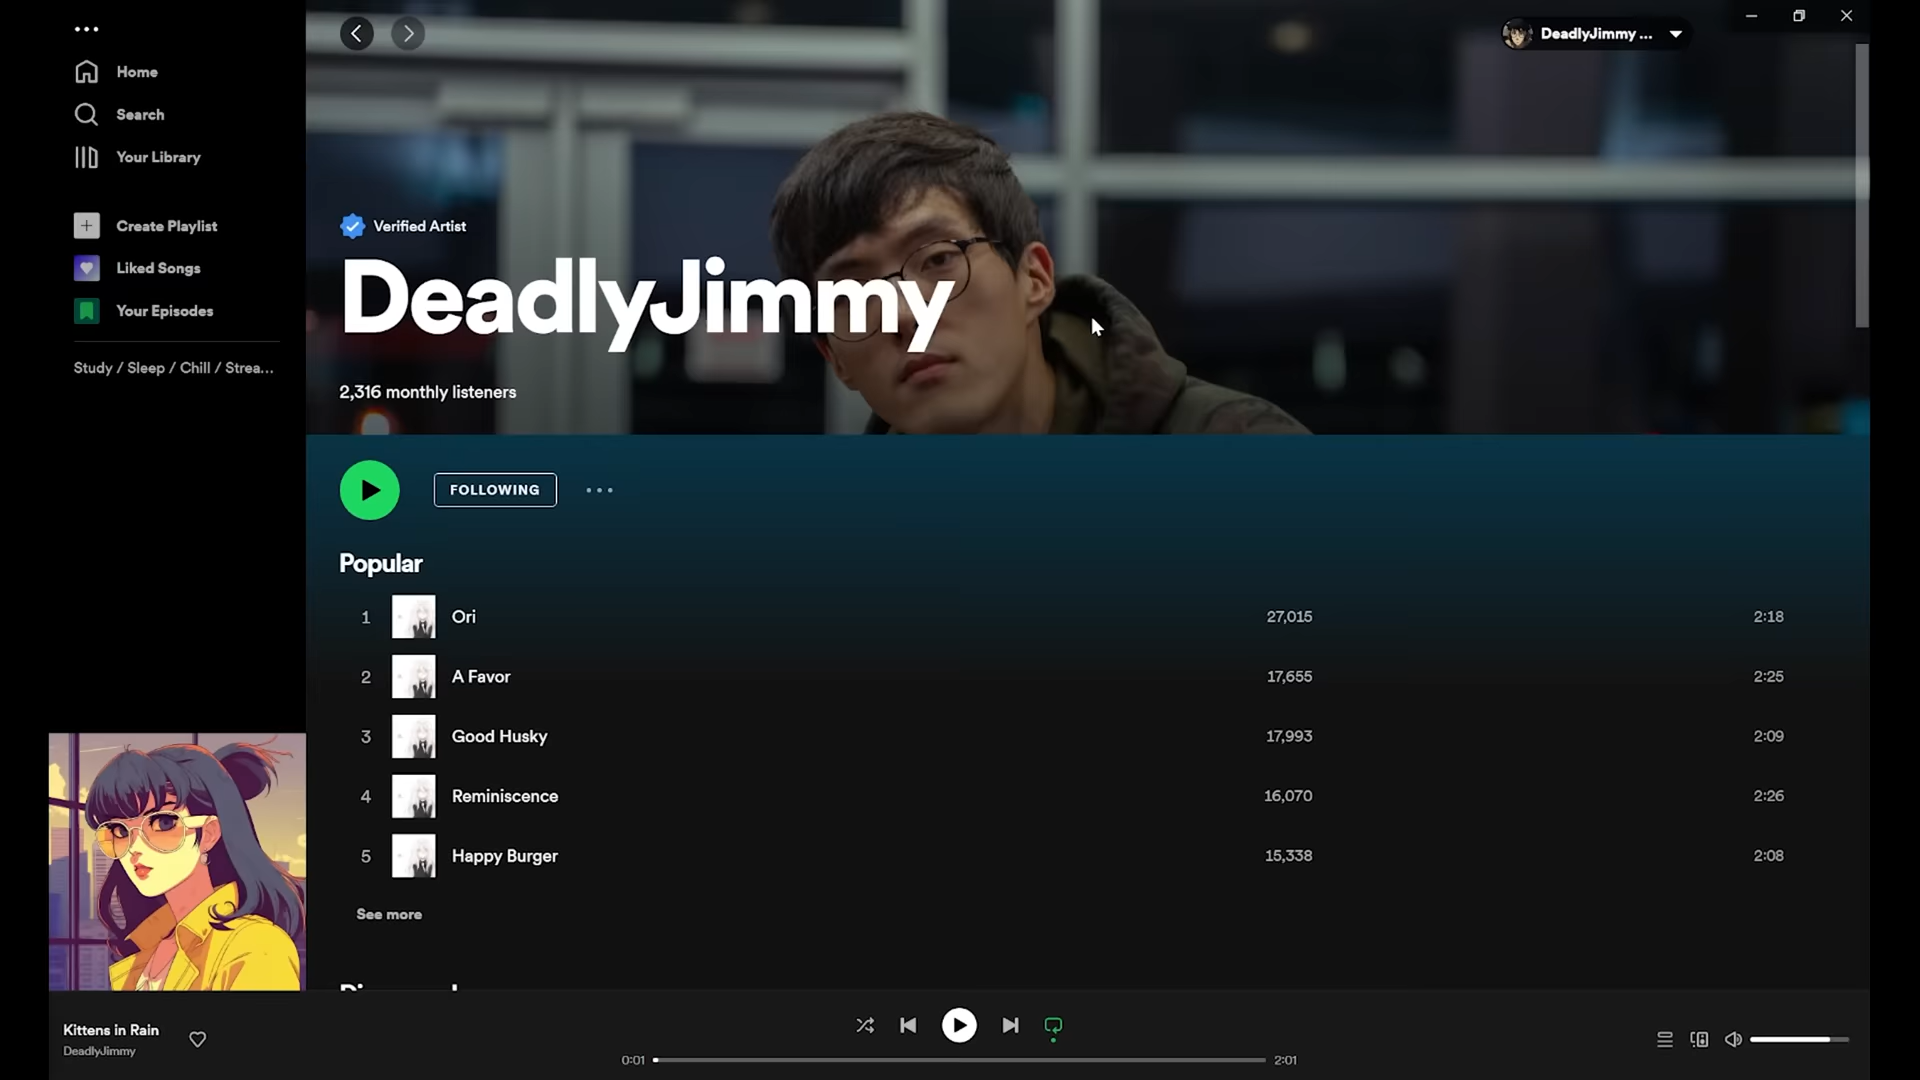 Home
Search
Your Library
Create Playlist
Liked Songs
Your Episodes
Study / Sleep / Chill / Strea...
DeadlyJimmy ...
Verified Artist
DeadlyJimmy
2,316 monthly listeners
FOLLOWING
Popular
1 Ori 27,015 2:18
2 A Favor 17,655 2:25
3 Good Husky 17,993 2:09
4 Reminiscence 16,070 2:26
5 Happy Burger 15,338 2:08
See more
Kittens in Rain
DeadlyJimmy
0:01 2:01